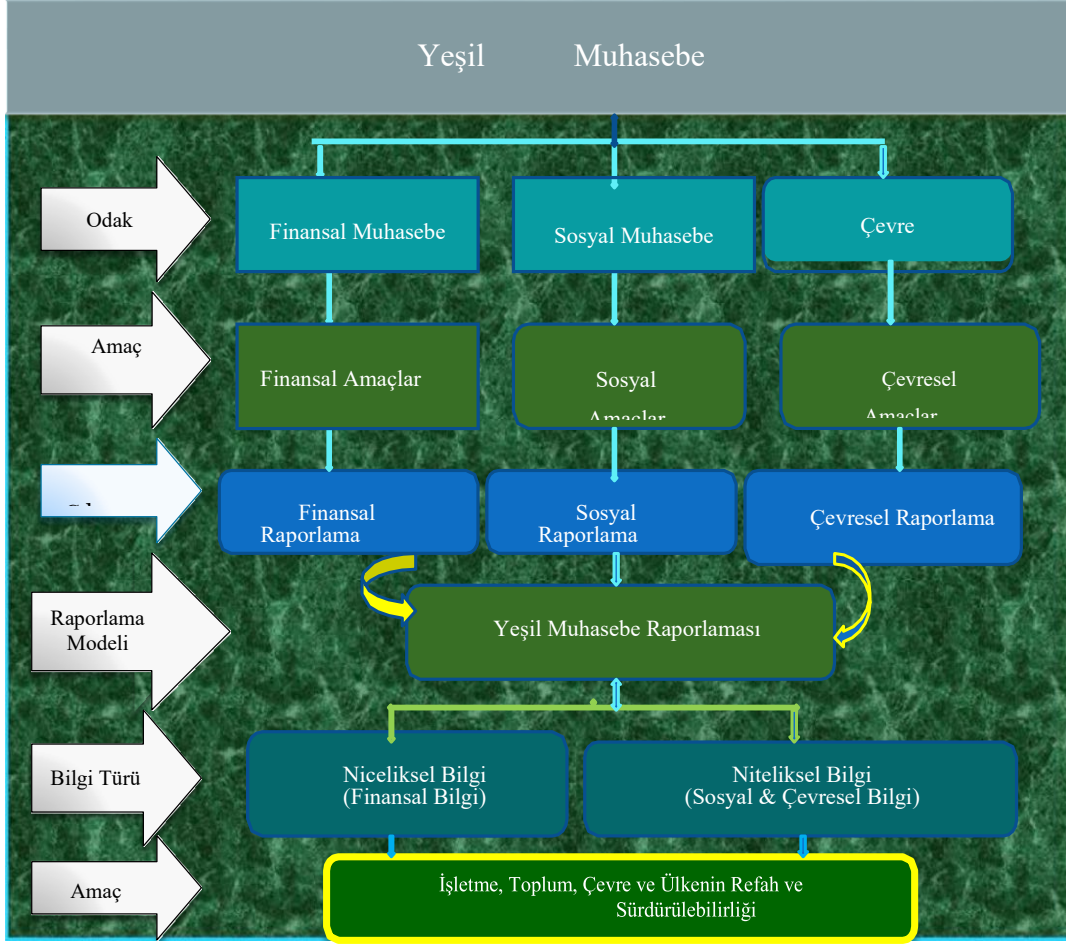 Yeşil Muhasebe
Odak
Finansal Muhasebe
Sosyal Muhasebe
Çevre
Amaç
Finansal Amaçlar
Sosyal
Amaçlar
Çevresel
Amaçlar
Finansal
Raporlama
Sosyal
Raporlama
Çevresel Raporlama
Raporlama
Modeli
Yeşil Muhasebe Raporlaması
Bilgi Türü
Niceliksel Bilgi
(Finansal Bilgi)
Niteliksel Bilgi
(Sosyal & Çevresel Bilgi)
Amaç
İşletme, Toplum, Çevre ve Ülkenin Refah ve
Sürdürülebilirliği